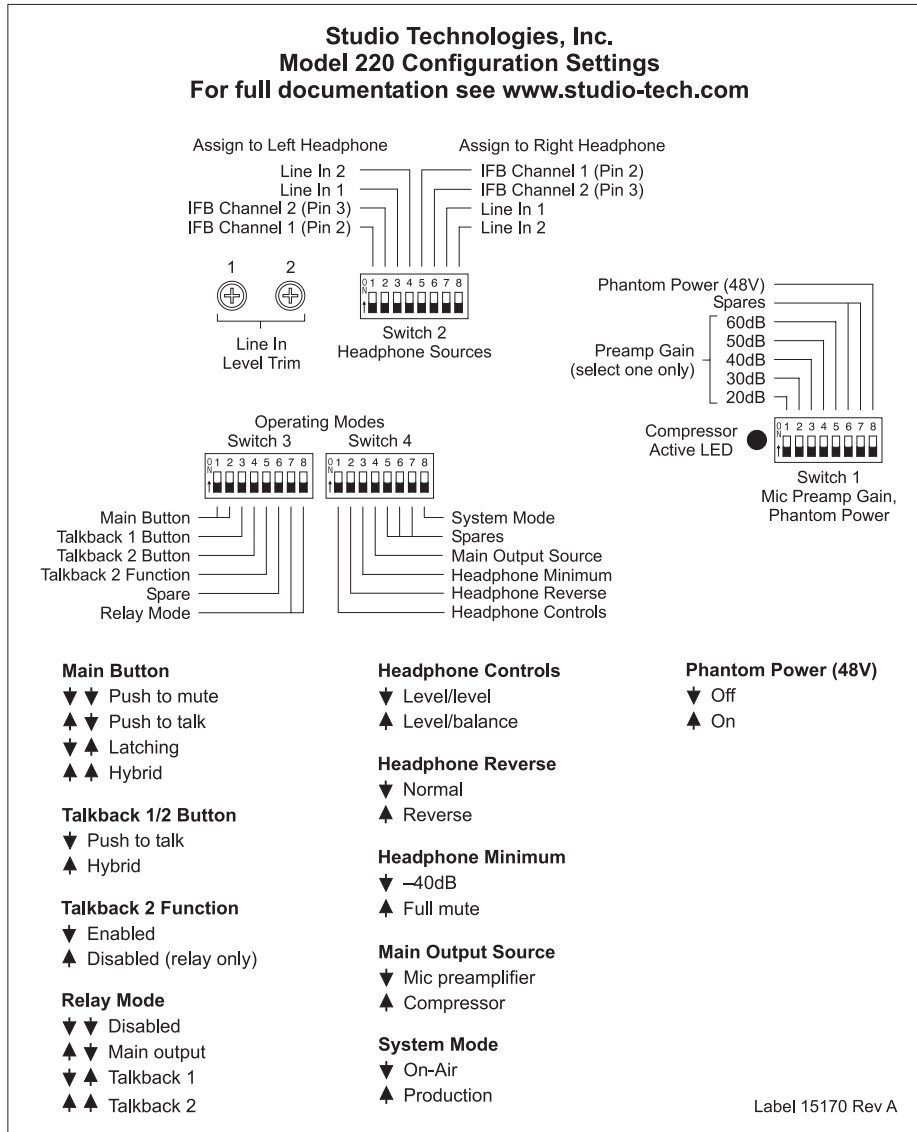 Studio Technologies, Inc.
Model 220 Configuration Settings
For full documentation see www.studio-tech.com
Assign to Left Headphone
Line In 2
Line In 1
IFB Channel 2 (Pin 3)
IFB Channel 1 (Pin 2)
Assign to Right Headphone
IFB Channel 1 (Pin 2)
IFB Channel 2 (Pin 3)
Line In 1
Line In 2
1 2
Line In
Level Trim
ON 1 2 3 4 5 6 7 8
Switch 2
Headphone Sources
Phantom Power (48V)
Spares
60dB
50dB
40dB
30dB
20dB
Preamp Gain
(select one only)
Compressor
Active LED
ON 1 2 3 4 5 6 7 8
Switch 1
Mic Preamp Gain,
Phantom Power
Operating Modes
Switch 3
ON 1 2 3 4 5 6 7 8
Main Button
Talkback 1 Button
Talkback 2 Button
Talkback 2 Function
Spare
Relay Mode
Switch 4
ON 1 2 3 4 5 6 7 8
System Mode
Spares
Main Output Source
Headphone Minimum
Headphone Reverse
Headphone Controls
Main Button
Push to mute
Push to talk
Latching
Hybrid
Talkback 1/2 Button
Push to talk
Hybrid
Talkback 2 Function
Enabled
Disabled (relay only)
Relay Mode
Disabled
Main output
Talkback 1
Talkback 2
Headphone Controls
Level/level
Level/balance
Headphone Reverse
Normal
Reverse
Headphone Minimum
–40dB
Full mute
Main Output Source
Mic preamplifier
Compressor
System Mode
On-Air
Production
Phantom Power (48V)
Off
On
Label 15170 Rev A